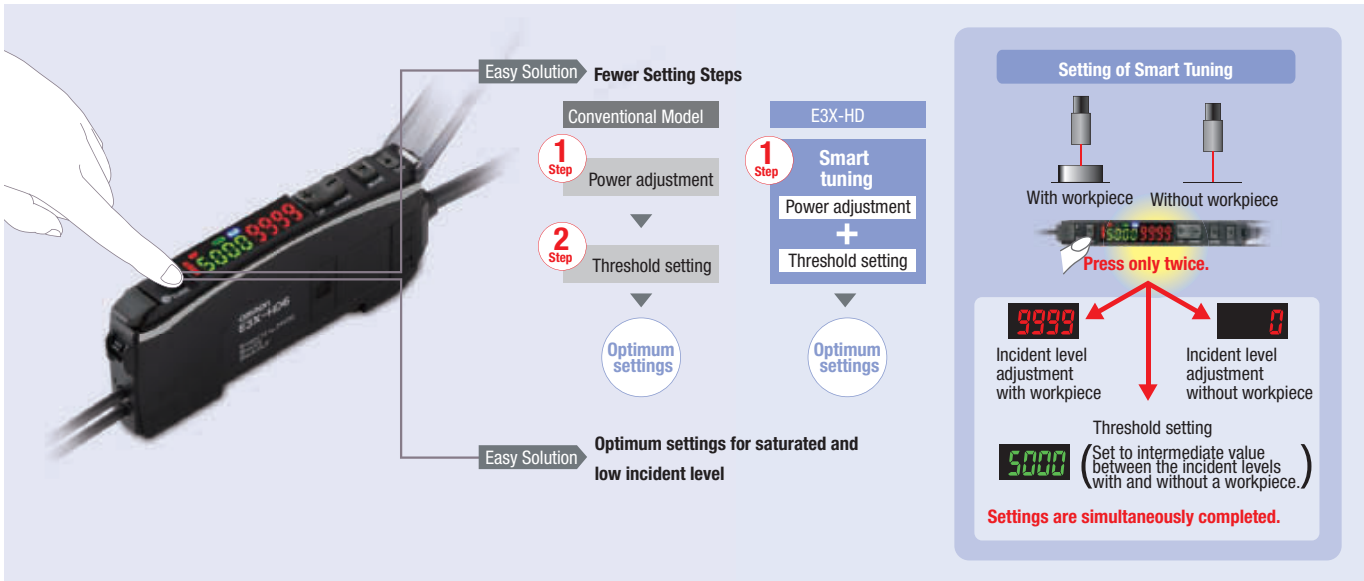 Easy Solution
Fewer Setting Steps
Conventional Model
1
Step
Power adjustment
2
Step
Threshold setting
Optimum
settings
E3X-HD
1
Step
Smart
tuning
Power adjustment
+
Threshold setting
Optimum
settings
5000 9999
omron
E3X-HD6
Easy Solution
Optimum settings for saturated and
low incident level
Setting of Smart Tuning
With workpiece
Without workpiece
5000 9999
Press only twice.
9999
Incident level
adjustment
with workpiece
0
Incident level
adjustment
without workpiece
Threshold setting
5000
(Set to intermediate value
between the incident levels
with and without a workpiece.)
Settings are simultaneously completed.